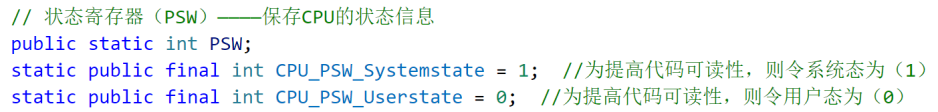 // 状态寄存器（PSW）————保存CPU的状态信息
public static int PSW;
static public final int CPU_PSW_Systemstate = 1;  //为提高代码可读性，则令系统态为（1）
static public final int CPU_PSW_Userstate = 0;  //为提高代码可读性，则令用户态为（0）